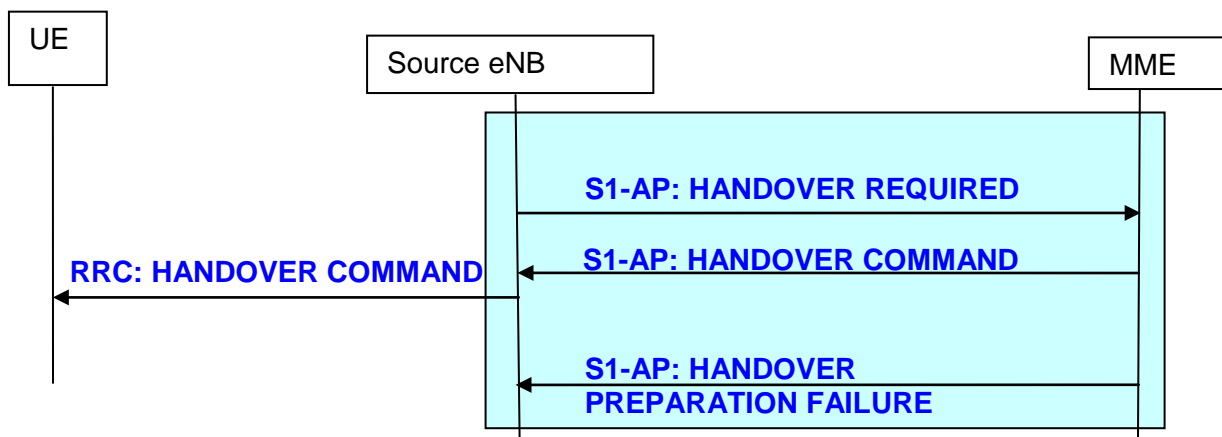 UE
Source eNB
MME
S1-AP: HANDOVER REQUIRED
S1-AP: HANDOVER COMMAND
RRC: HANDOVER COMMAND
S1-AP: HANDOVER
PREPARATION FAILURE